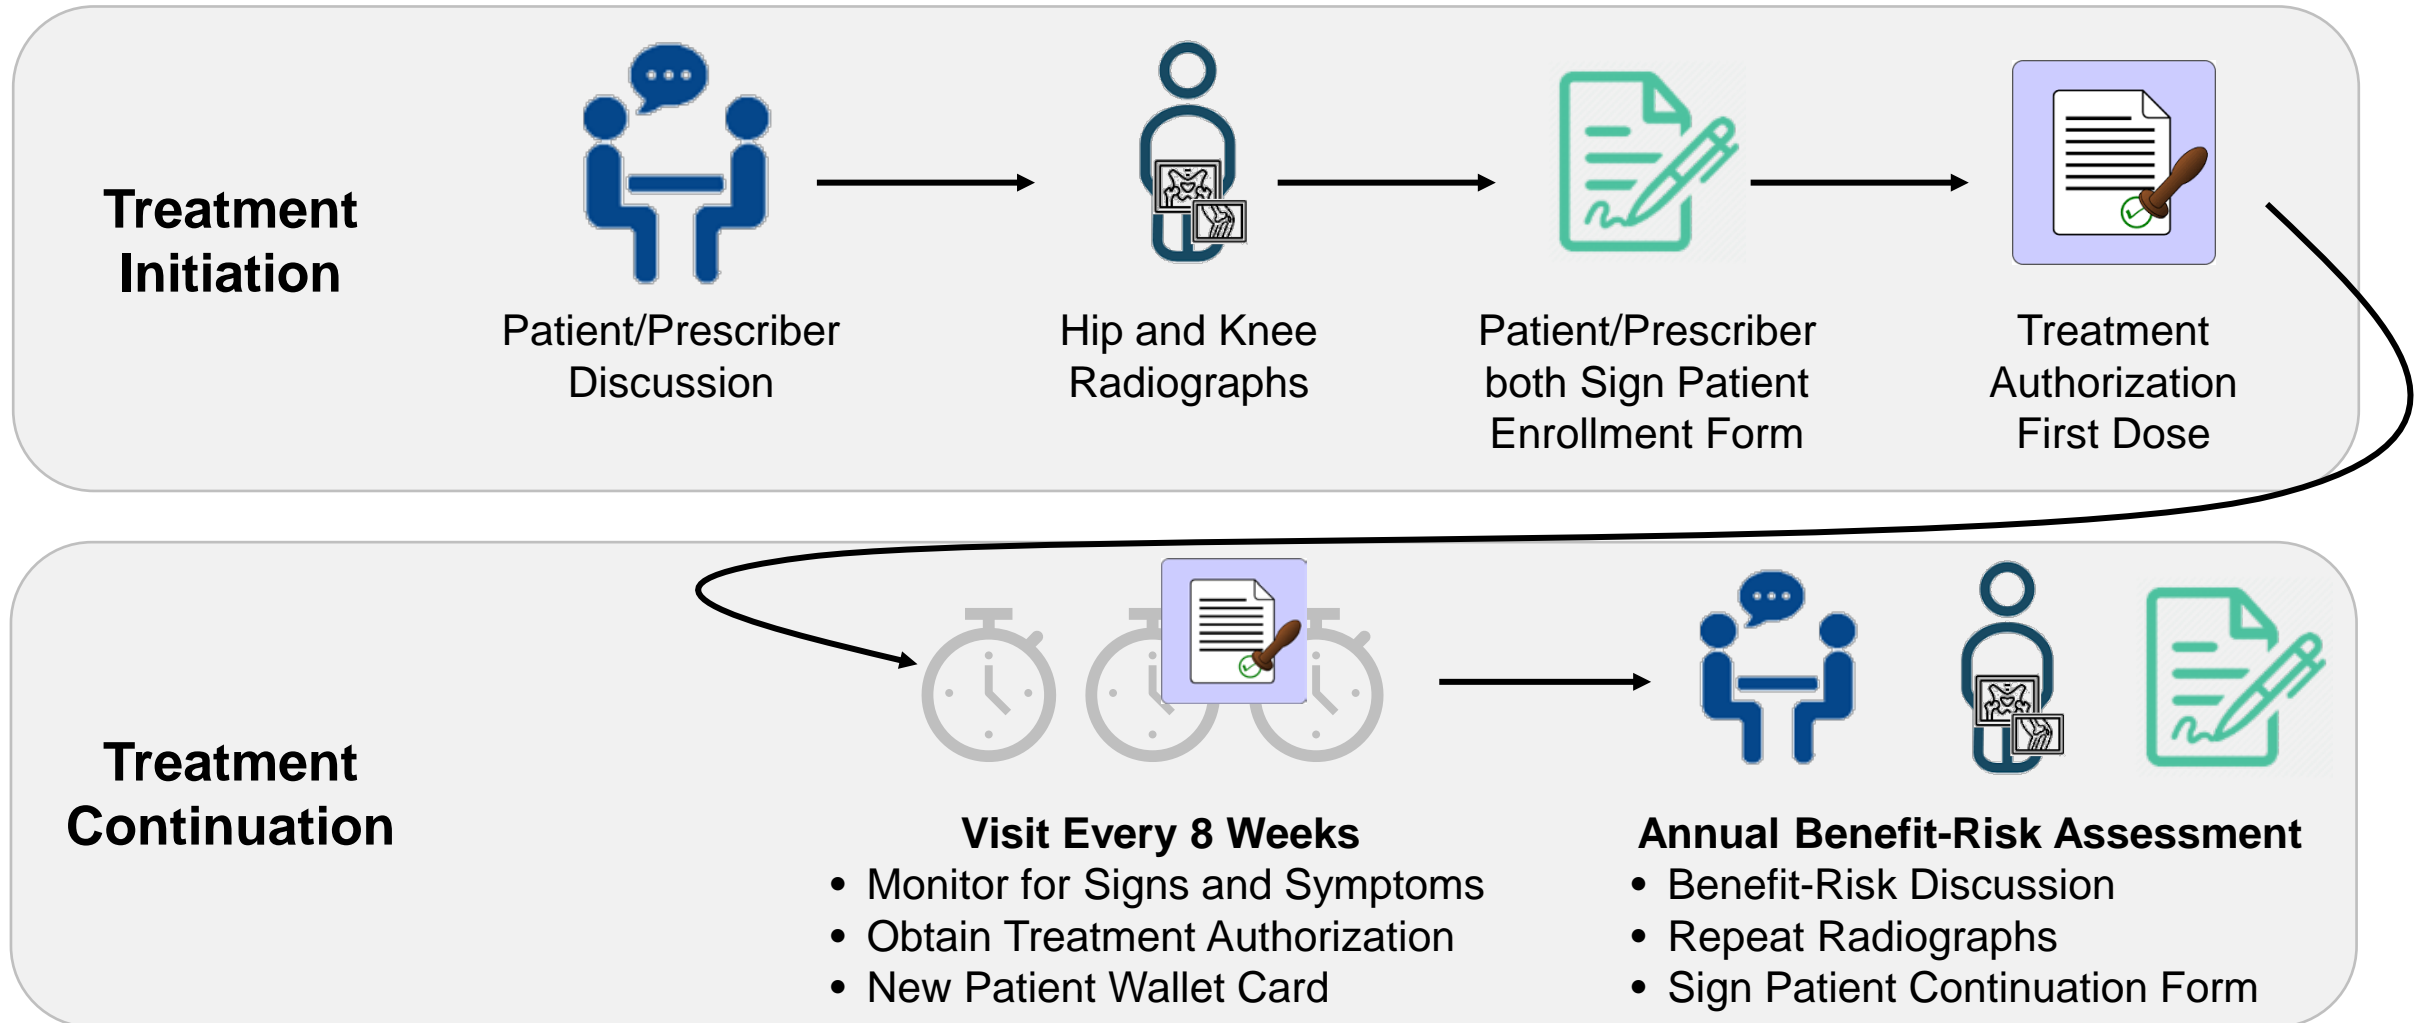 Treatment
Initiation
Patient/Prescriber
Discussion
Hip and Knee
Radiographs
Patient/Prescriber
both Sign Patient
Enrollment Form
Treatment
Authorization
First Dose
Treatment
Continuation
Visit Every 8 Weeks
• Monitor for Signs and Symptoms
• Obtain Treatment Authorization
• New Patient Wallet Card
Annual Benefit-Risk Assessment
• Benefit-Risk Discussion
• Repeat Radiographs
• Sign Patient Continuation Form